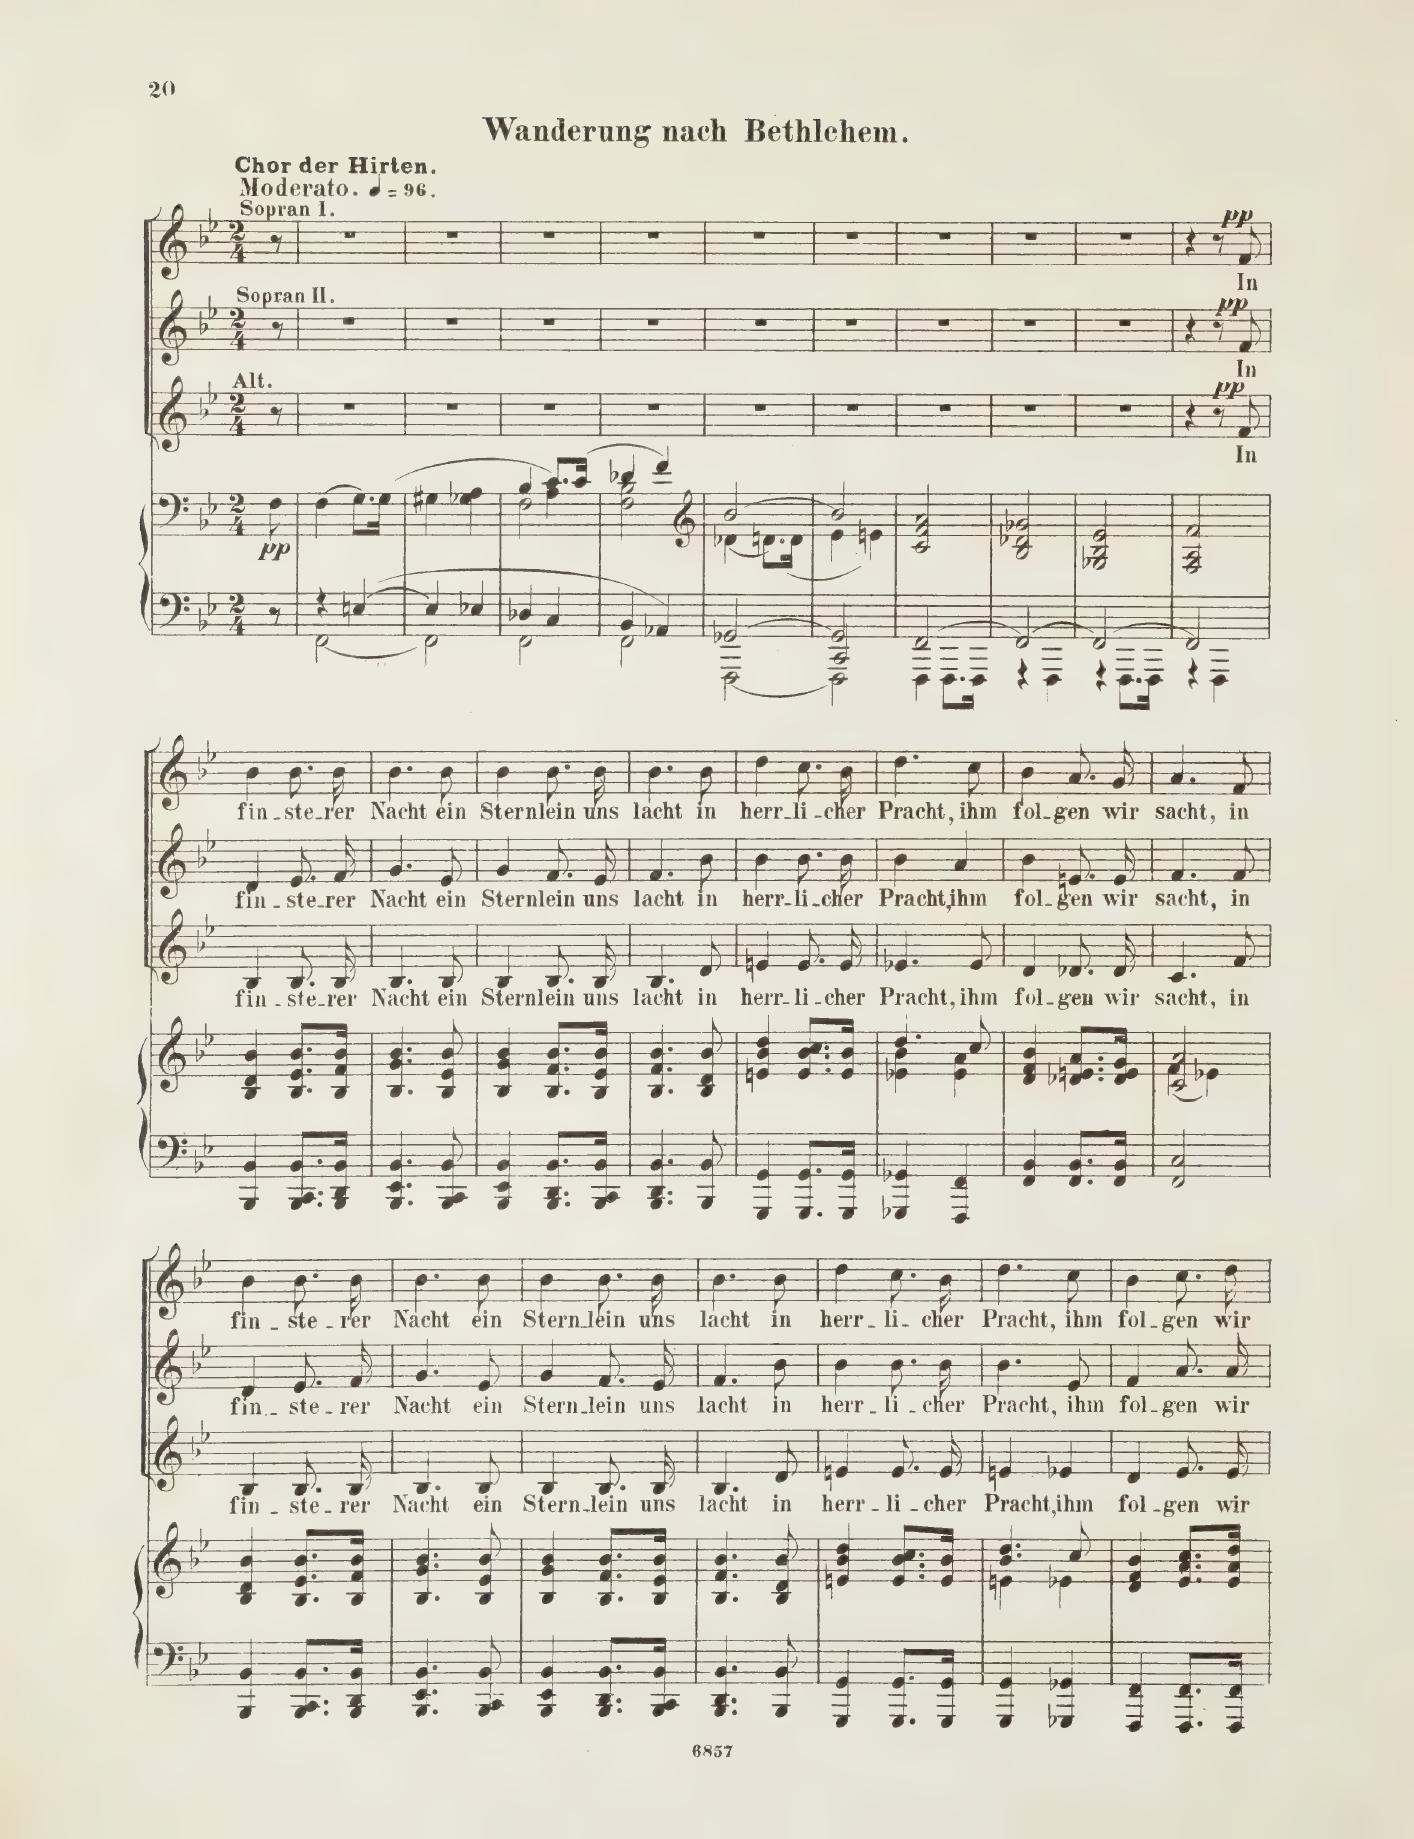 20
Wanderung nach Bethlehem.
Chor der Hirten.
Moderato. ♩ = 96.
Sopran I.
pp
In
Sopran II.
pp
In
Alt.
pp
In
pp
fin - ste - rer Nacht ein Sternlein uns lacht in herr - li - cher Pracht, ihm fol - gen wir sacht, in
fin - ste - rer Nacht ein Sternlein uns lacht in herr - li - cher Pracht, ihm fol - gen wir sacht, in
fin - ste - rer Nacht ein Sternlein uns lacht in herr - li - cher Pracht, ihm fol - gen wir sacht, in
fin - ste - rer Nacht ein Stern - lein uns lacht in herr - li - cher Pracht, ihm fol - gen wir
fin - ste - rer Nacht ein Stern - lein uns lacht in herr - li - cher Pracht, ihm fol - gen wir
fin - ste - rer Nacht ein Stern - lein uns lacht in herr - li - cher Pracht, ihm fol - gen wir
6857